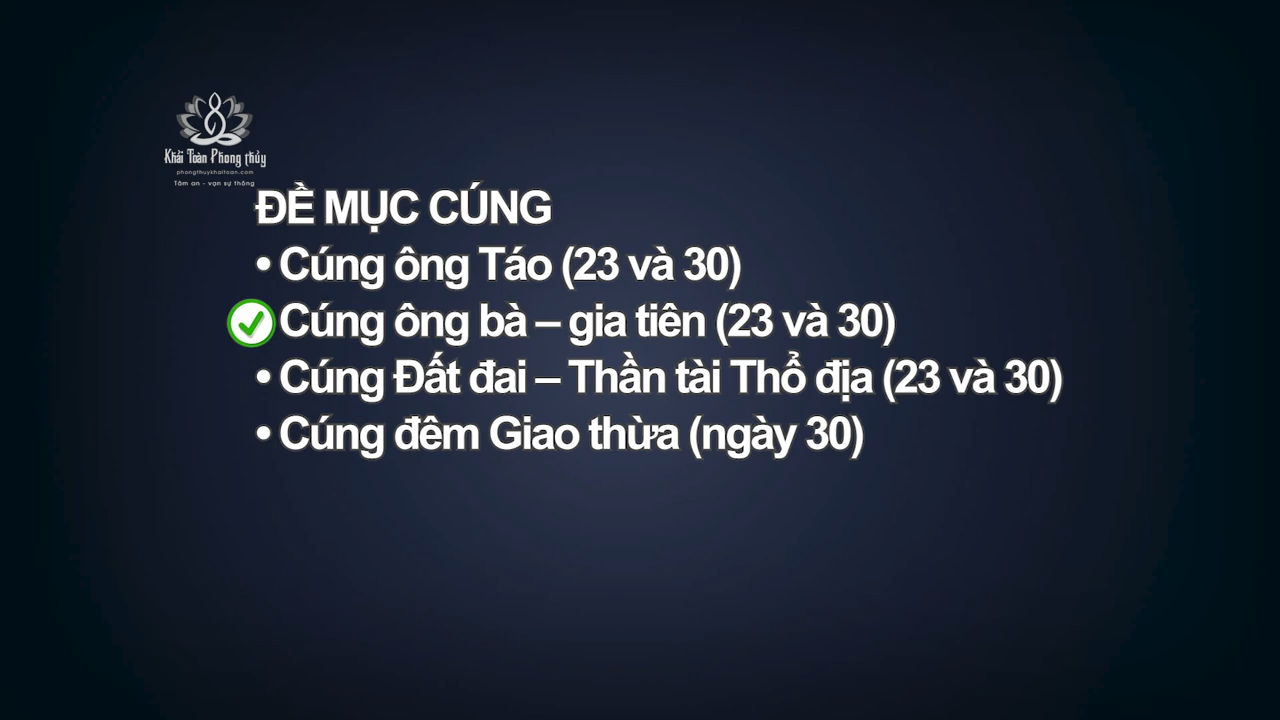 Khải Toàn Phong thủy
phongthuykhaitoan.com
Tâm an - vạn sự thông
ĐỀ MỤC CÚNG
• Cúng ông Táo (23 và 30)
Cúng ông bà – gia tiên (23 và 30)
• Cúng Đất đai – Thần tài Thổ địa (23 và 30)
• Cúng đêm Giao thừa (ngày 30)